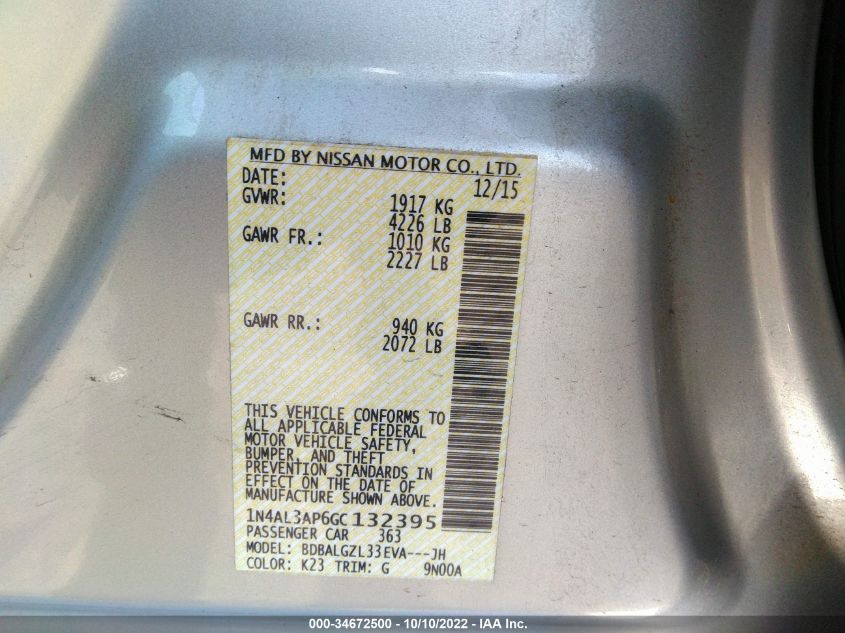 MFD BY NISSAN MOTOR CO., LTD.
DATE: 12/15
GVWR: 1917 KG
4226 LB
GAWR FR.: 1010 KG
2227 LB
GAWR RR.: 940 KG
2072 LB
THIS VEHICLE CONFORMS TO
ALL APPLICABLE FEDERAL
MOTOR VEHICLE SAFETY,
BUMPER, AND THEFT
PREVENTION STANDARDS IN
EFFECT ON THE DATE OF
MANUFACTURE SHOWN ABOVE.
1N4AL3AP6GC132395
PASSENGER CAR 363
MODEL: BDBALGZL33EVA---JH
COLOR: K23 TRIM: G 9N00A
000-34672500 - 10/10/2022 - IAA Inc.